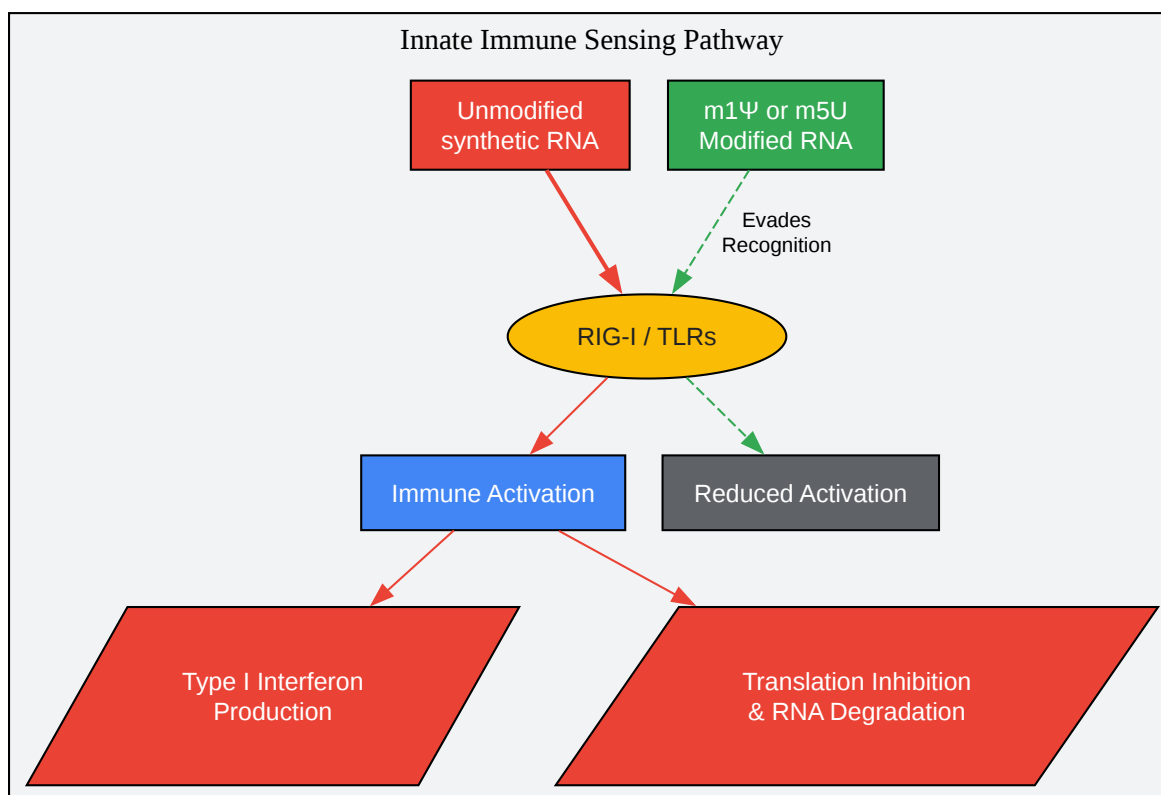 Innate Immune Sensing Pathway
Unmodified
synthetic RNA
m1Ψ or m5U
Modified RNA
Evades
Recognition
RIG-I / TLRs
Immune Activation
Reduced Activation
Type I Interferon
Production
Translation Inhibition
& RNA Degradation